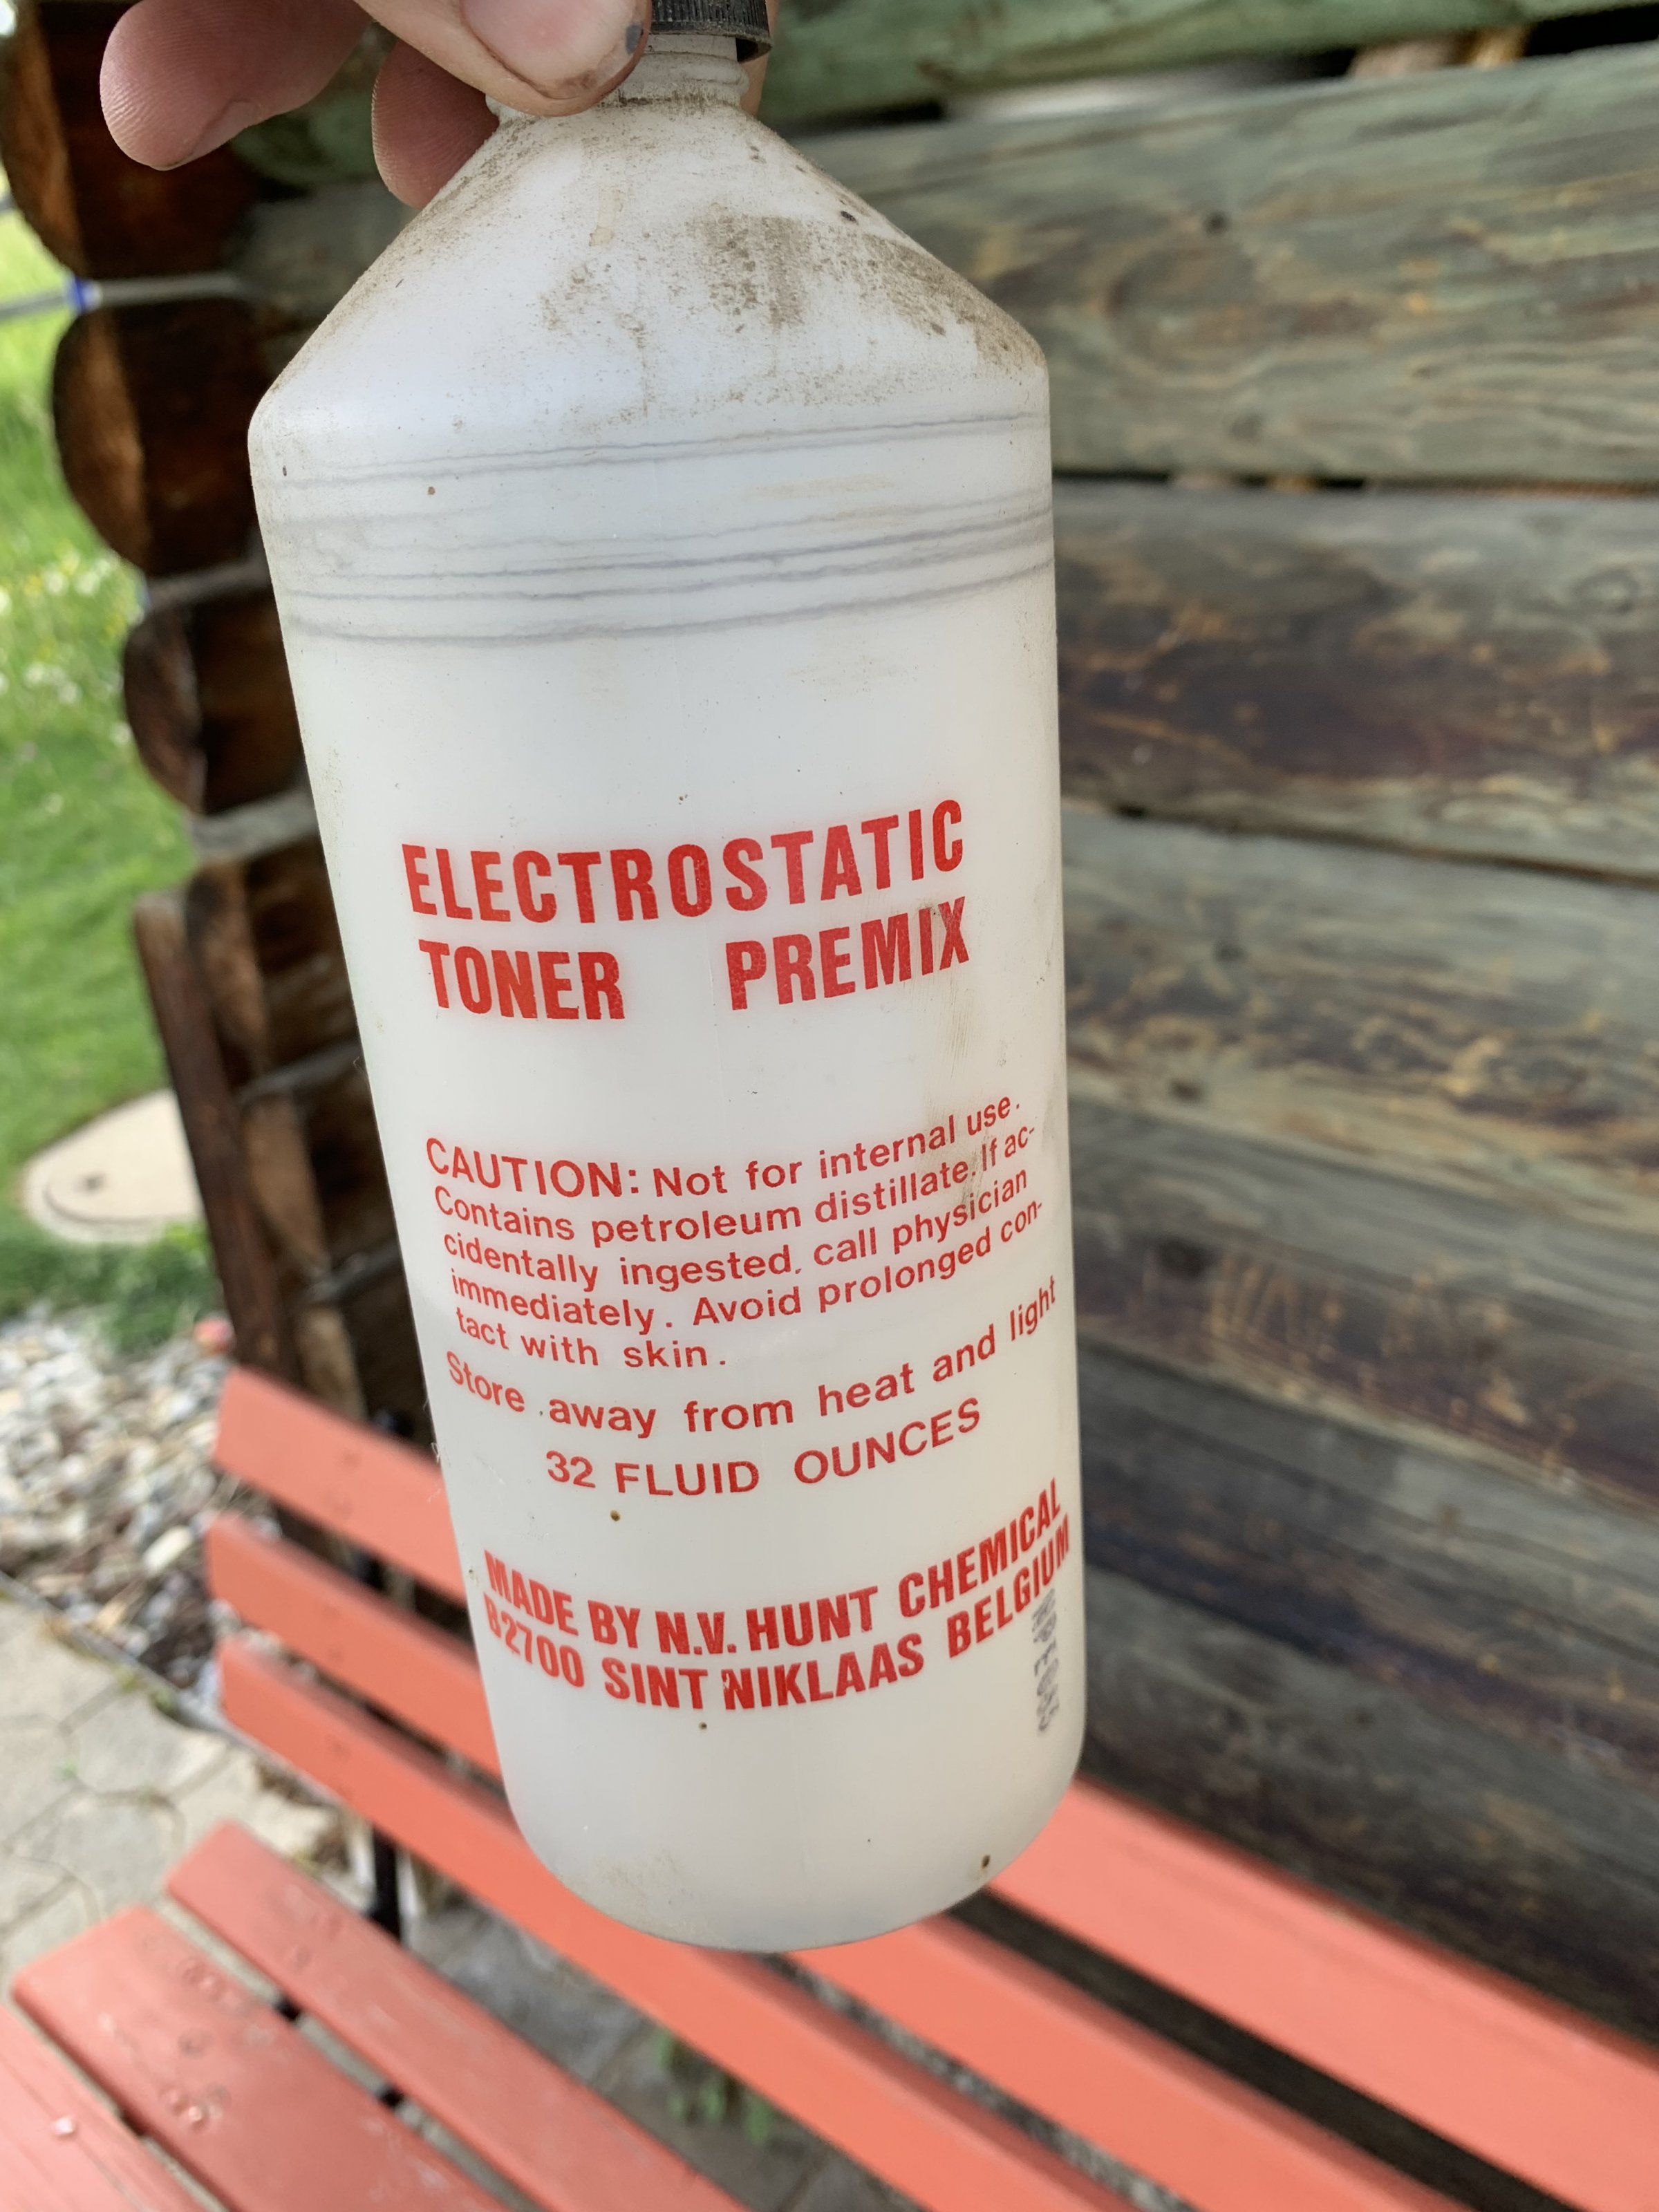 ELECTROSTATIC
TONER PREMIX
CAUTION: Not for internal use.
Contains petroleum distillate. If ac-
cidentally ingested, call physician
immediately. Avoid prolonged con-
tact with skin.
Store away from heat and light
32 FLUID OUNCES
MADE BY N.V. HUNT CHEMICAL
B2700 SINT NIKLAAS BELGIUM